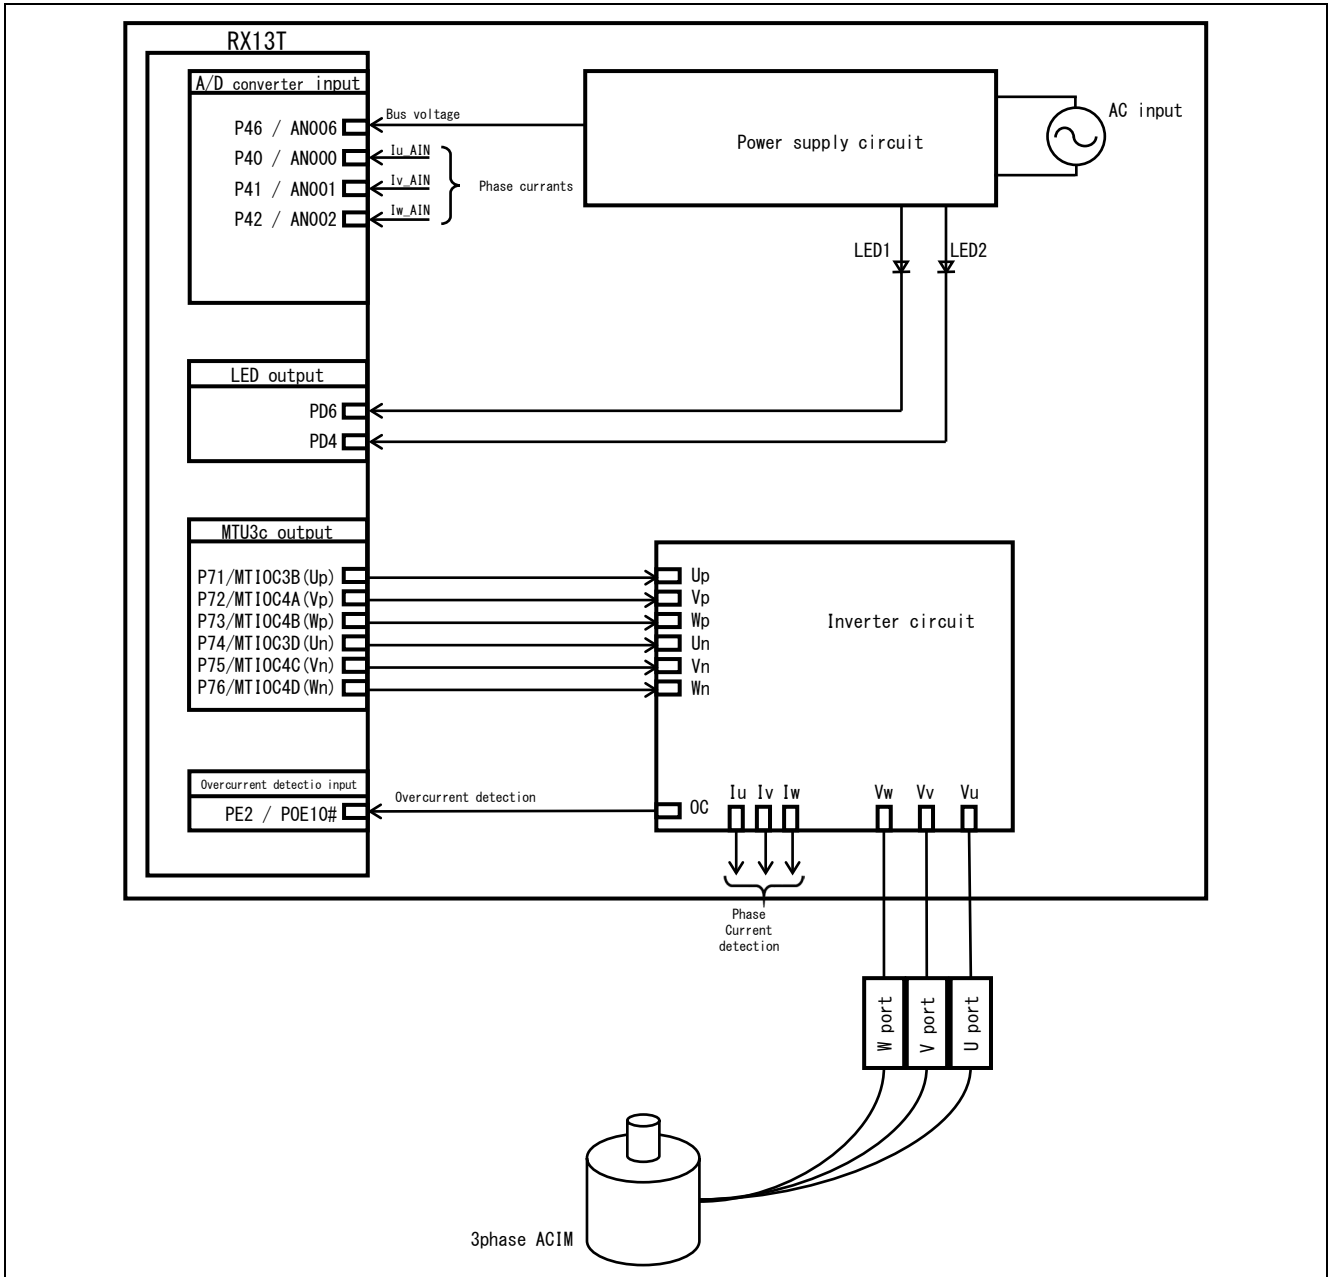 RX13T
A/D converter input
P46 / AN006
P40 / AN000
P41 / AN001
P42 / AN002
Bus voltage
Iu_AIN
Iv_AIN
Iw_AIN
Phase currants
Power supply circuit
AC input
LED1
LED2
LED output
PD6
PD4
MTU3c output
P71/MTIOC3B(Up)
P72/MTIOC4A(Vp)
P73/MTIOC4B(Wp)
P74/MTIOC3D(Un)
P75/MTIOC4C(Vn)
P76/MTIOC4D(Wn)
Up
Vp
Wp
Un
Vn
Wn
Inverter circuit
Overcurrent detectio input
PE2 / POE10#
Overcurrent detection
OC
Iu
Iv
Iw
Vw
Vv
Vu
Phase
Current
detection
W port
V port
U port
3phase ACIM